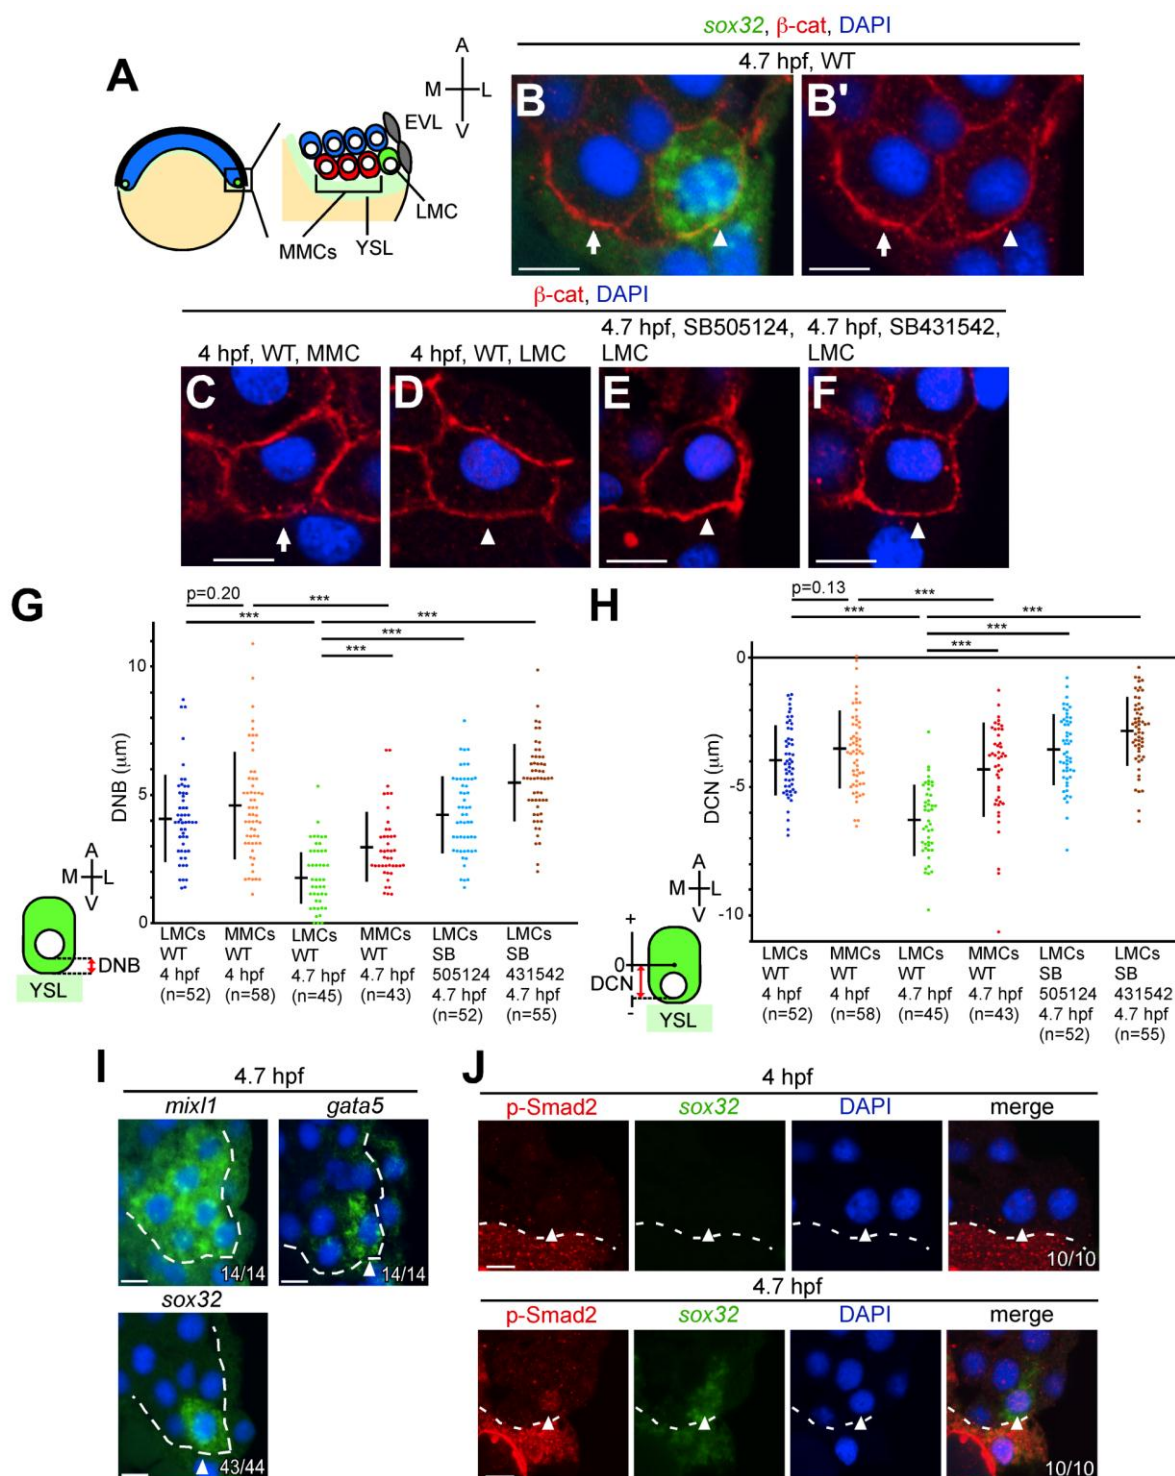 sox32, β-cat, DAPI
4.7 hpf, WT
A
A
M L
V
EVL
LMC
MMCs
YSL
B
B'
β-cat, DAPI
4 hpf, WT, MMC
4 hpf, WT, LMC
4.7 hpf, SB505124,
LMC
4.7 hpf, SB431542,
LMC
C
D
E
F
G
p=0.20
***
***
***
***
***
10
5
0
DNB (μm)
A
M L
V
DNB
YSL
LMCs
WT
4 hpf
(n=52)
MMCs
WT
4 hpf
(n=58)
LMCs
WT
4.7 hpf
(n=45)
MMCs
WT
4.7 hpf
(n=43)
LMCs
SB
505124
4.7 hpf
(n=52)
LMCs
SB
431542
4.7 hpf
(n=55)
H
p=0.13
***
***
***
***
***
0
-5
-10
DCN (μm)
A
M L
V
+
0
DCN
-
YSL
LMCs
WT
4 hpf
(n=52)
MMCs
WT
4 hpf
(n=58)
LMCs
WT
4.7 hpf
(n=45)
MMCs
WT
4.7 hpf
(n=43)
LMCs
SB
505124
4.7 hpf
(n=52)
LMCs
SB
431542
4.7 hpf
(n=55)
I
4.7 hpf
mixl1
gata5
14/14
14/14
sox32
43/44
J
4 hpf
p-Smad2
sox32
DAPI
merge
10/10
4.7 hpf
p-Smad2
sox32
DAPI
merge
10/10